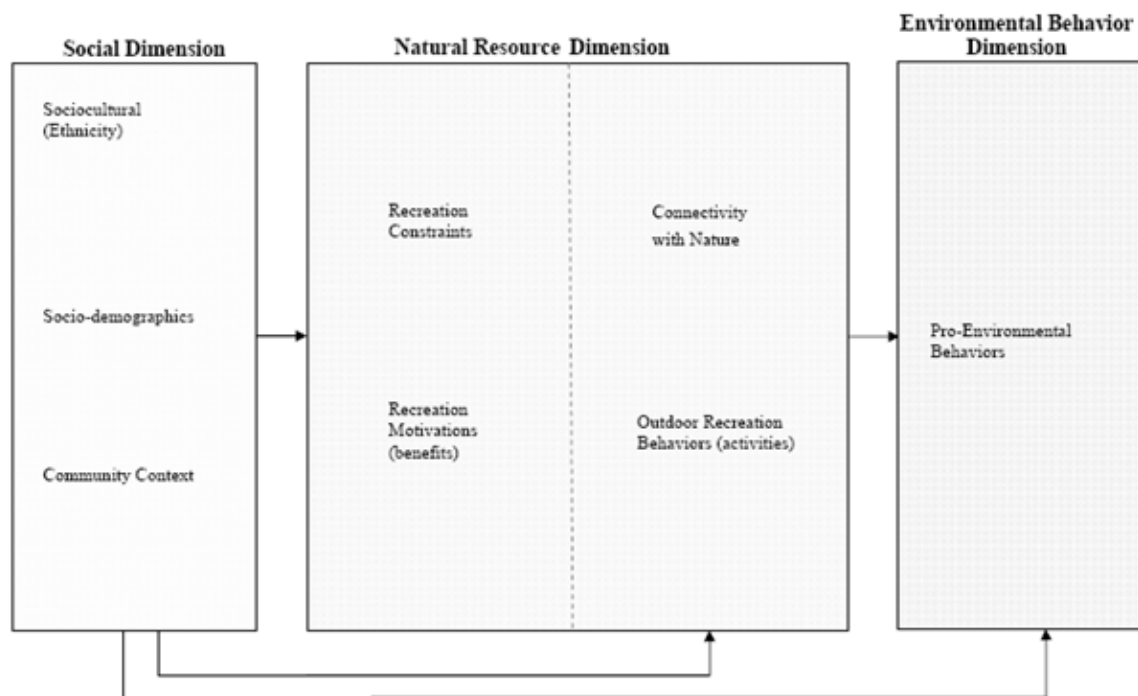 Social Dimension
Natural Resource Dimension
Environmental Behavior
Dimension
Sociocultural
(Ethnicity)
Socio-demographics
Community Context
Recreation
Constraints
Recreation
Motivations
(benefits)
Connectivity
with Nature
Outdoor Recreation
Behaviors (activities)
Pro-Environmental
Behaviors